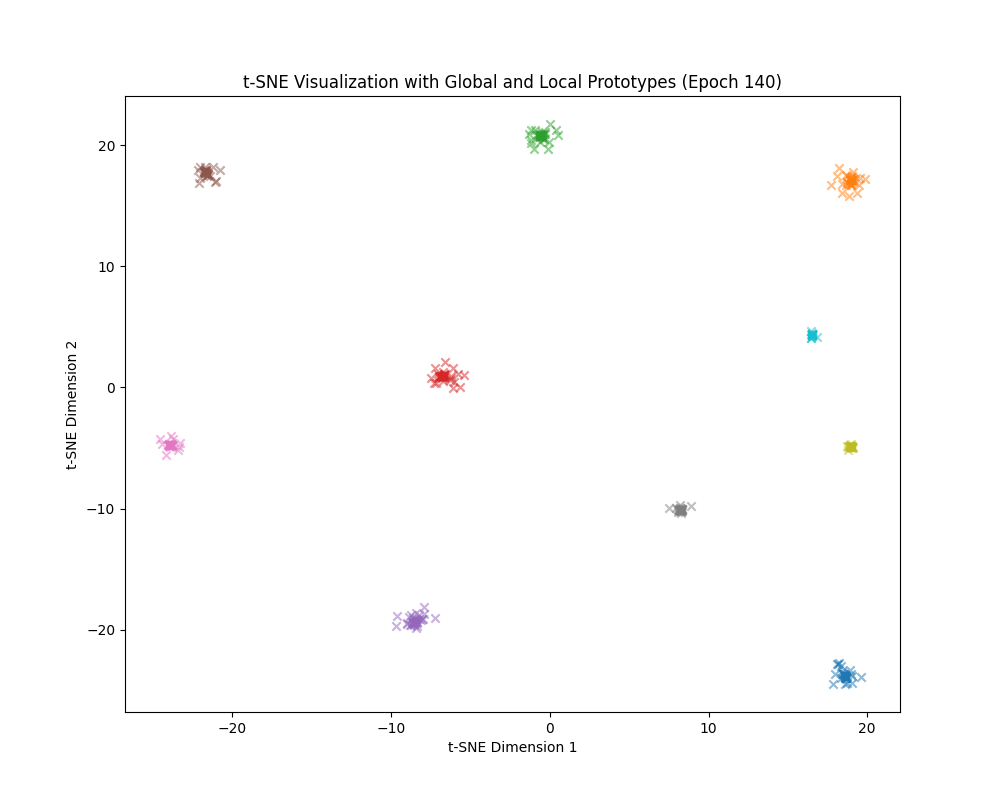 t-SNE Visualization with Global and Local Prototypes (Epoch 140)
20
10
0
−10
−20
t-SNE Dimension 2
−20 −10 0 10 20
t-SNE Dimension 1